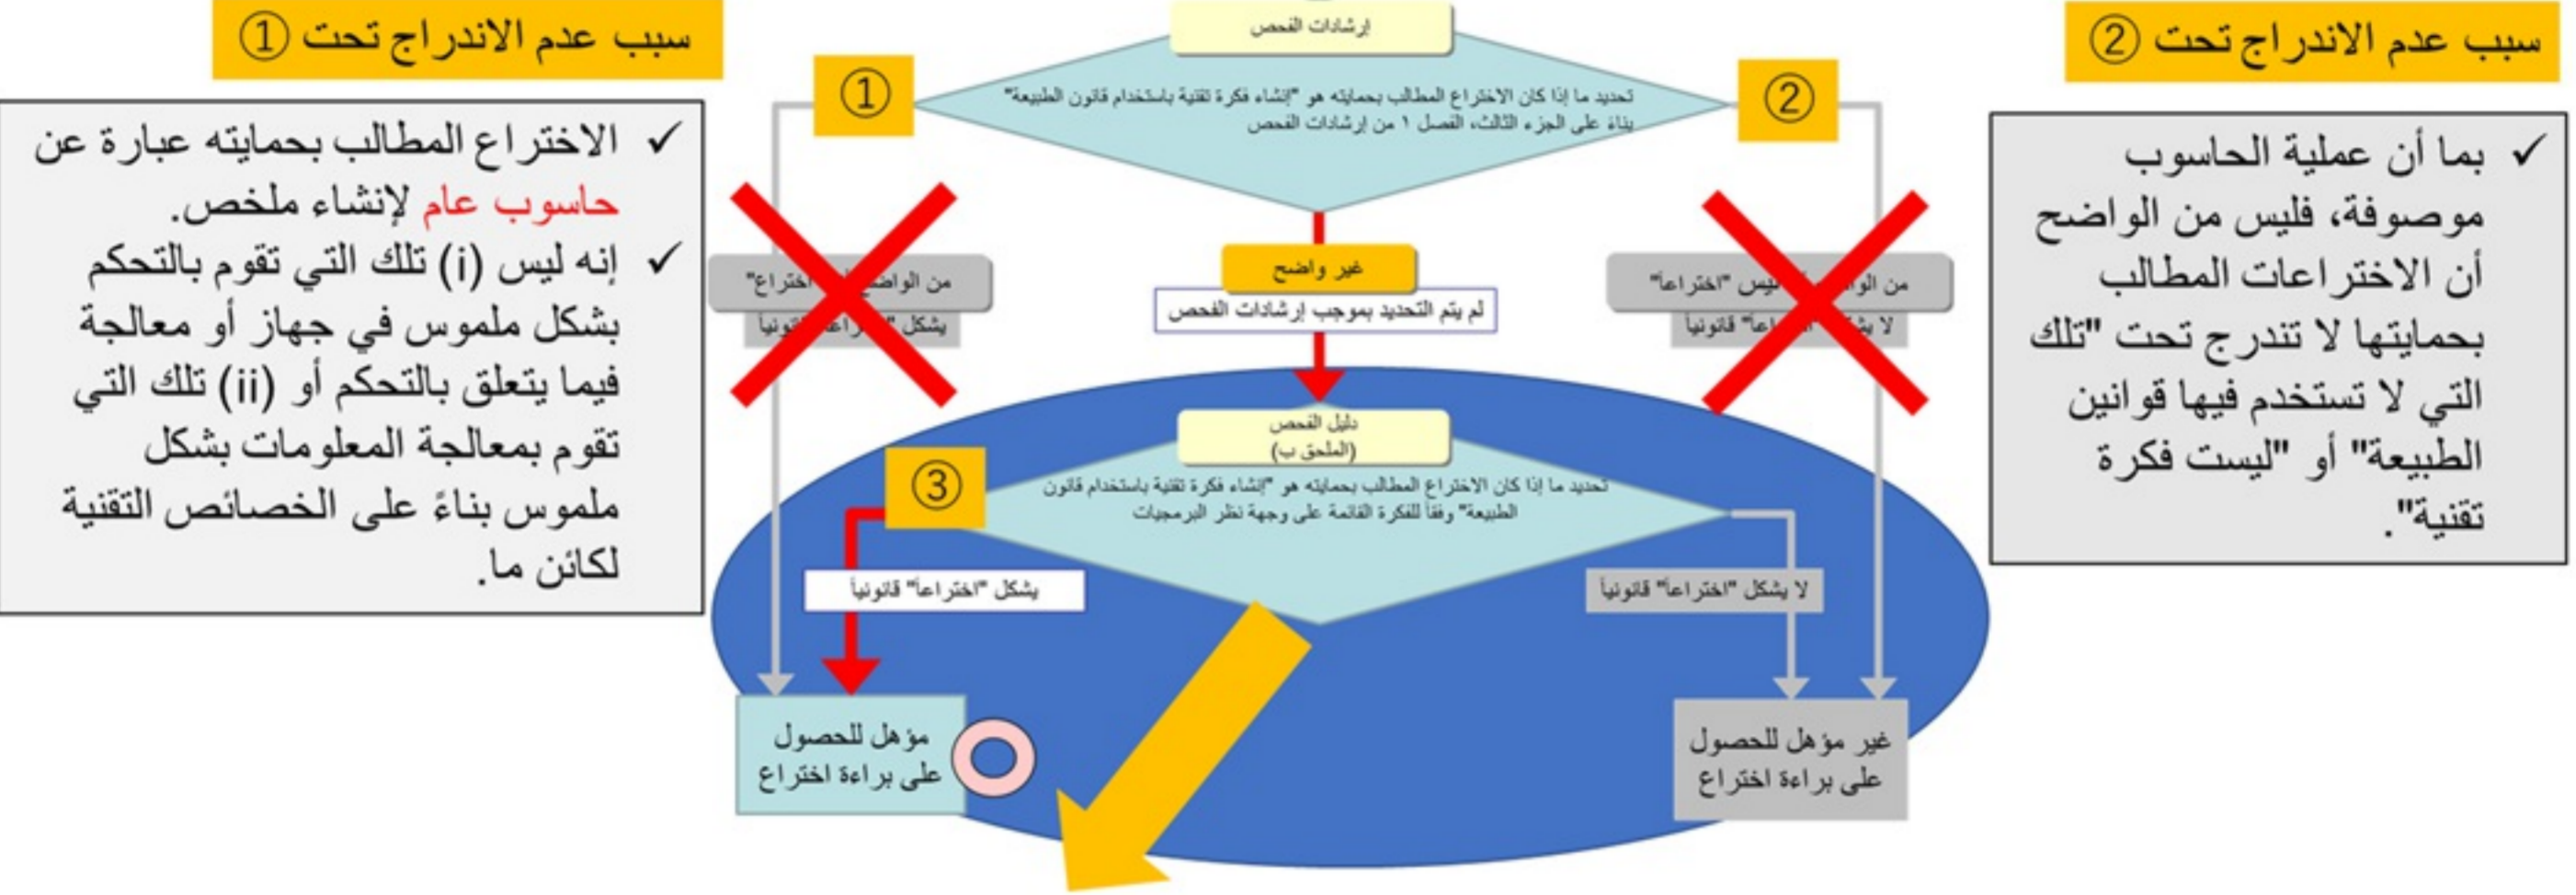 سبب عدم الاندراج تحت ②
✓ بما أن عملية الحاسوب
موصوفة، فليس من الواضح
أن الاختراعات المطالب
بحمايتها لا تندرج تحت "تلك
التي لا تستخدم فيها قوانين
الطبيعة" أو "ليست فكرة
تقنية".
إرشادات الفحص
②
①
تحديد ما إذا كان الاختراع المطالب بحمايته هو "إنشاء فكرة تقنية باستخدام قانون الطبيعة"
بناءً على الجزء الثالث، الفصل ١ من إرشادات الفحص
من ليس "اختراعاً"
لا قانونياً
غير واضح
لم يتم التحديد بموجب إرشادات الفحص
من اختراع"
يشكل
دليل الفحص
(الملحق ب)
③
تحديد ما إذا كان الاختراع المطالب بحمايته هو "إنشاء فكرة تقنية باستخدام قانون
الطبيعة" وفقاً للفكرة القائمة على وجهة نظر البرمجيات
لا يشكل "اختراعاً" قانونياً
يشكل "اختراعاً" قانونياً
غير مؤهل للحصول
على براءة اختراع
مؤهل للحصول
على براءة اختراع
سبب عدم الاندراج تحت ①
✓ الاختراع المطالب بحمايته عبارة عن
حاسوب عام لإنشاء ملخص.
✓ إنه ليس (i) تلك التي تقوم بالتحكم
بشكل ملموس في جهاز أو معالجة
فيما يتعلق بالتحكم أو (ii) تلك التي
تقوم بمعالجة المعلومات بشكل
ملموس بناءً على الخصائص التقنية
لكائن ما.